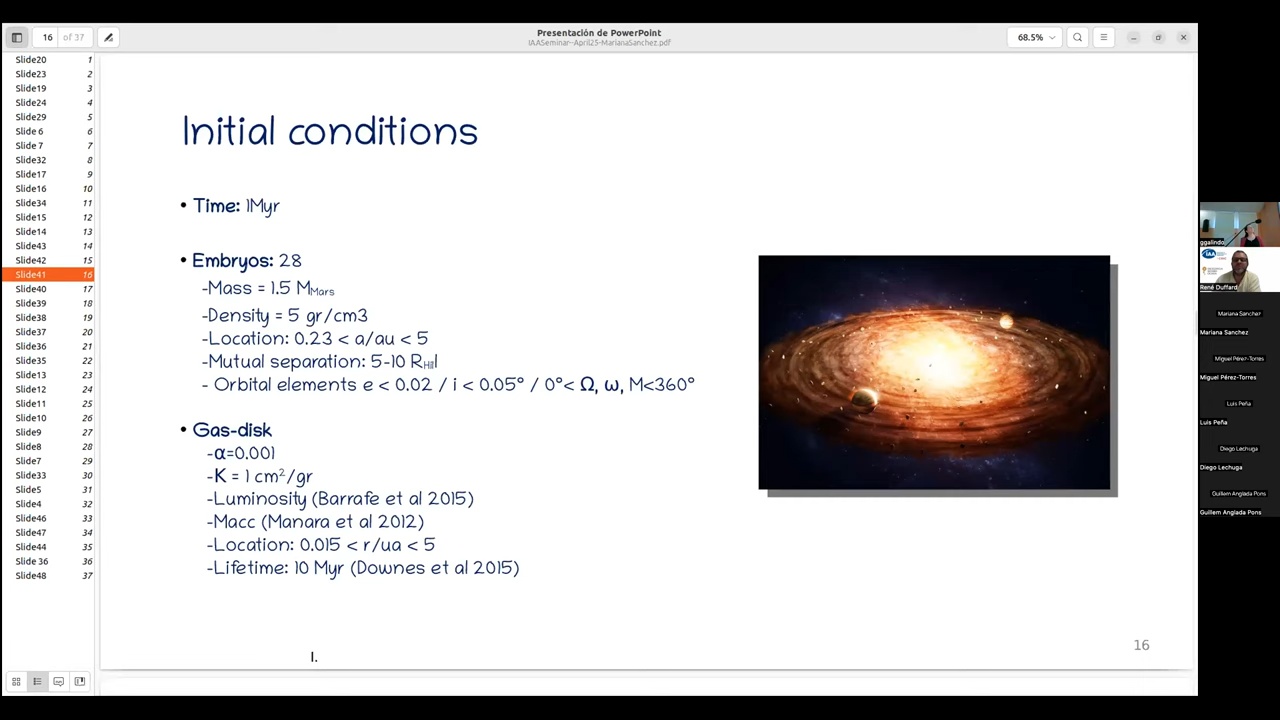 16 of 37
Presentación de PowerPoint
IAASeminar-April25-MarianaSanchez.pdf
68.5%
Slide20 1
Slide23 2
Slide19 3
Slide24 4
Slide29 5
Slide 6 6
Slide 7 7
Slide32 8
Slide17 9
Slide16 10
Slide34 11
Slide15 12
Slide14 13
Slide43 14
Slide42 15
Slide41 16
Slide40 17
Slide39 18
Slide38 19
Slide37 20
Slide36 21
Slide35 22
Slide13 23
Slide12 24
Slide11 25
Slide10 26
Slide9 27
Slide8 28
Slide7 29
Slide33 30
Slide5 31
Slide4 32
Slide46 33
Slide47 34
Slide44 35
Slide 36 36
Slide48 37
Initial conditions
• Time: 1Myr
• Embryos: 28
-Mass = 1.5 MMars
-Density = 5 gr/cm3
-Location: 0.23 < a/au < 5
-Mutual separation: 5-10 RHill
- Orbital elements e < 0.02 / i < 0.05° / 0°< Ω, ω, M<360°
• Gas-disk
-α=0.001
-K = 1 cm²/gr
-Luminosity (Barrafe et al 2015)
-Macc (Manara et al 2012)
-Location: 0.015 < r/ua < 5
-Lifetime: 10 Myr (Downes et al 2015)
I.
16
ggalindo
IAA
René Duffard
Mariana Sanchez
Mariana Sanchez
Miguel Pérez-Torres
Miguel Pérez-Torres
Luis Peña
Luis Peña
Diego Lechuga
Diego Lechuga
Guillem Anglada Pons
Guillem Anglada Pons